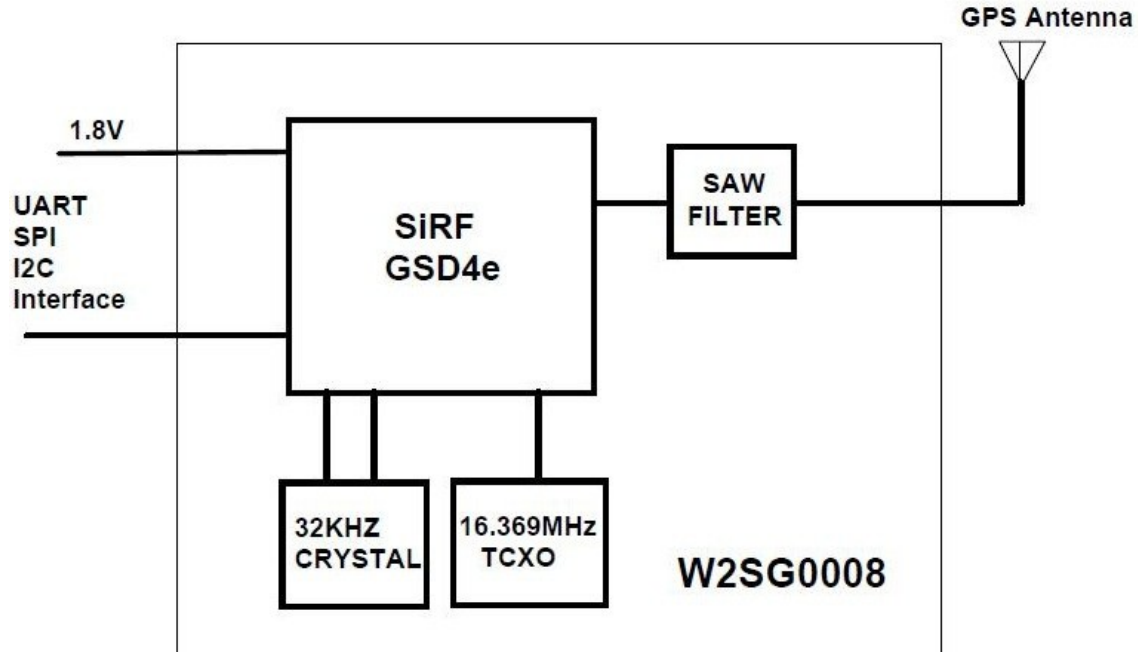 GPS Antenna
1.8V
UART
SPI
I2C
Interface
SiRF
GSD4e
SAW
FILTER
32KHZ
CRYSTAL
16.369MHz
TCXO
W2SG0008